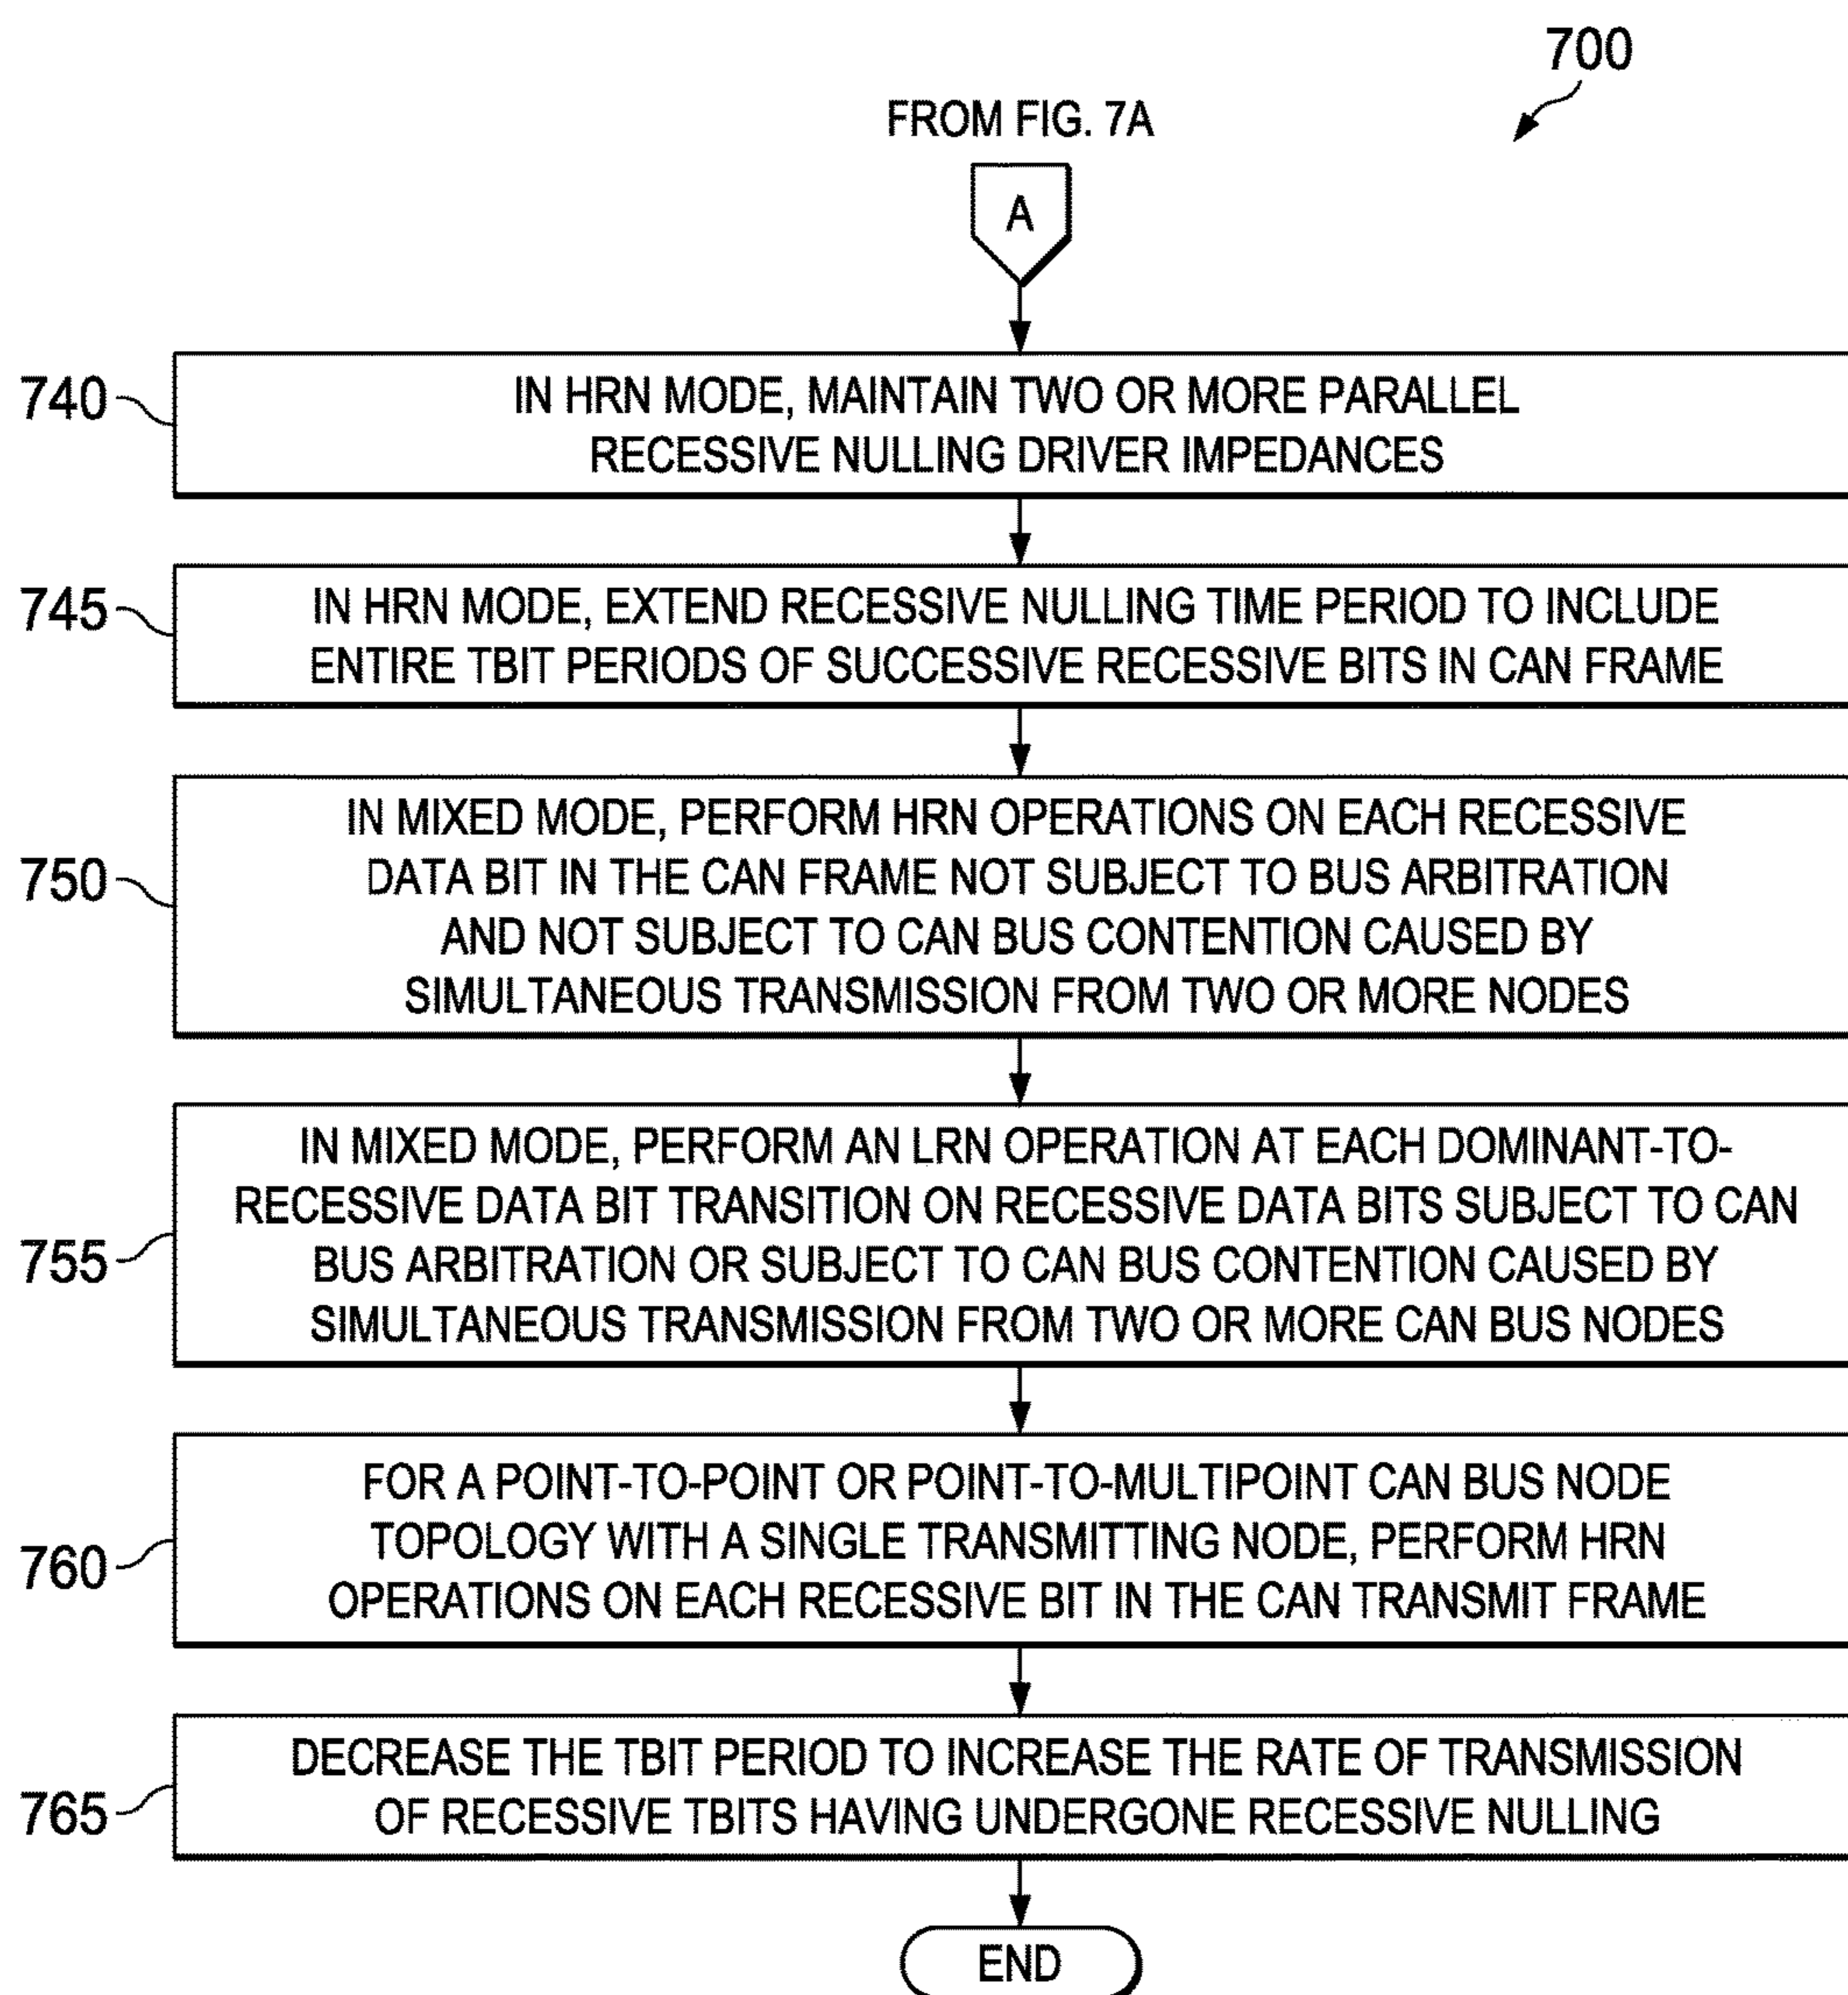 700
FROM FIG. 7A
A
740
IN HRN MODE, MAINTAIN TWO OR MORE PARALLEL
RECESSIVE NULLING DRIVER IMPEDANCES
745
IN HRN MODE, EXTEND RECESSIVE NULLING TIME PERIOD TO INCLUDE
ENTIRE TBIT PERIODS OF SUCCESSIVE RECESSIVE BITS IN CAN FRAME
750
IN MIXED MODE, PERFORM HRN OPERATIONS ON EACH RECESSIVE
DATA BIT IN THE CAN FRAME NOT SUBJECT TO BUS ARBITRATION
AND NOT SUBJECT TO CAN BUS CONTENTION CAUSED BY
SIMULTANEOUS TRANSMISSION FROM TWO OR MORE NODES
755
IN MIXED MODE, PERFORM AN LRN OPERATION AT EACH DOMINANT-TO-
RECESSIVE DATA BIT TRANSITION ON RECESSIVE DATA BITS SUBJECT TO CAN
BUS ARBITRATION OR SUBJECT TO CAN BUS CONTENTION CAUSED BY
SIMULTANEOUS TRANSMISSION FROM TWO OR MORE CAN BUS NODES
760
FOR A POINT-TO-POINT OR POINT-TO-MULTIPOINT CAN BUS NODE
TOPOLOGY WITH A SINGLE TRANSMITTING NODE, PERFORM HRN
OPERATIONS ON EACH RECESSIVE BIT IN THE CAN TRANSMIT FRAME
765
DECREASE THE TBIT PERIOD TO INCREASE THE RATE OF TRANSMISSION
OF RECESSIVE TBITS HAVING UNDERGONE RECESSIVE NULLING
END